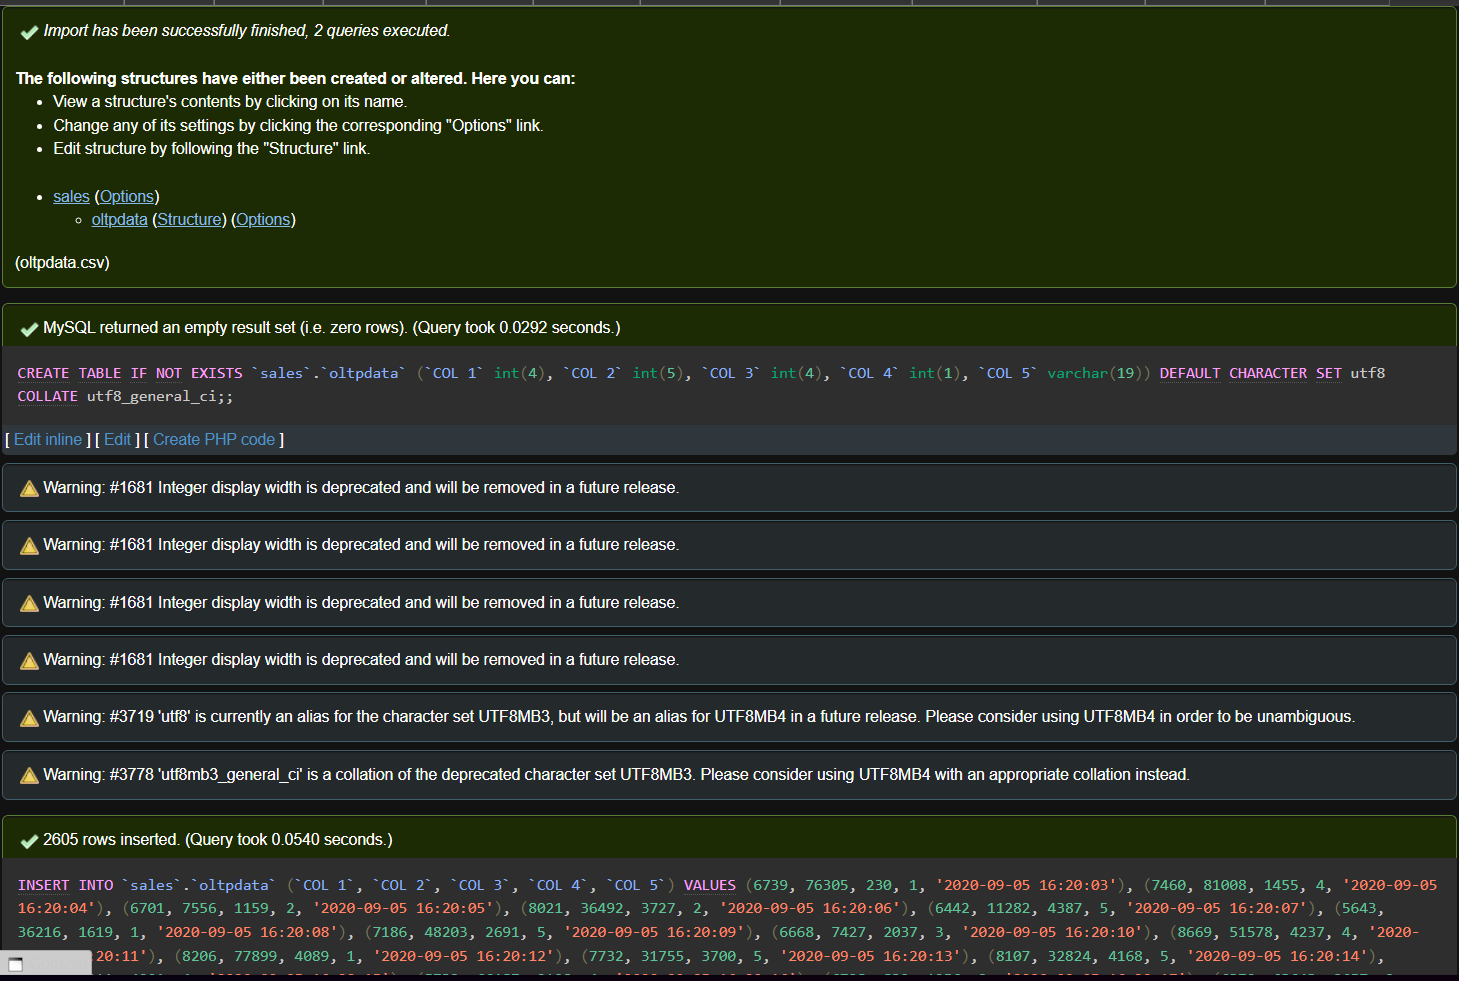 Import has been successfully finished, 2 queries executed.
The following structures have either been created or altered. Here you can:
View a structure's contents by clicking on its name.
Change any of its settings by clicking the corresponding "Options" link.
Edit structure by following the "Structure" link.
sales (Options)
oltpdata (Structure) (Options)
(oltpdata.csv)
MySQL returned an empty result set (i.e. zero rows). (Query took 0.0292 seconds.)
CREATE TABLE IF NOT EXISTS `sales`.`oltpdata` (`COL 1` int(4), `COL 2` int(5), `COL 3` int(4), `COL 4` int(1), `COL 5` varchar(19)) DEFAULT CHARACTER SET utf8
COLLATE utf8_general_ci;;
[ Edit inline ] [ Edit ] [ Create PHP code ]
Warning: #1681 Integer display width is deprecated and will be removed in a future release.
Warning: #1681 Integer display width is deprecated and will be removed in a future release.
Warning: #1681 Integer display width is deprecated and will be removed in a future release.
Warning: #1681 Integer display width is deprecated and will be removed in a future release.
Warning: #3719 'utf8' is currently an alias for the character set UTF8MB3, but will be an alias for UTF8MB4 in a future release. Please consider using UTF8MB4 in order to be unambiguous.
Warning: #3778 'utf8mb3_general_ci' is a collation of the deprecated character set UTF8MB3. Please consider using UTF8MB4 with an appropriate collation instead.
2605 rows inserted. (Query took 0.0540 seconds.)
INSERT INTO `sales`.`oltpdata` (`COL 1`, `COL 2`, `COL 3`, `COL 4`, `COL 5`) VALUES (6739, 76305, 230, 1, '2020-09-05 16:20:03'), (7460, 81008, 1455, 4, '2020-09-05
16:20:04'), (6701, 7556, 1159, 2, '2020-09-05 16:20:05'), (8021, 36492, 3727, 2, '2020-09-05 16:20:06'), (6442, 11282, 4387, 5, '2020-09-05 16:20:07'), (5643,
36216, 1619, 1, '2020-09-05 16:20:08'), (7186, 48203, 2691, 5, '2020-09-05 16:20:09'), (6668, 7427, 2037, 3, '2020-09-05 16:20:10'), (8669, 51578, 4237, 4, '2020-
:20:11'), (8206, 77899, 4089, 1, '2020-09-05 16:20:12'), (7732, 31755, 3700, 5, '2020-09-05 16:20:13'), (8107, 32824, 4168, 5, '2020-09-05 16:20:14'),